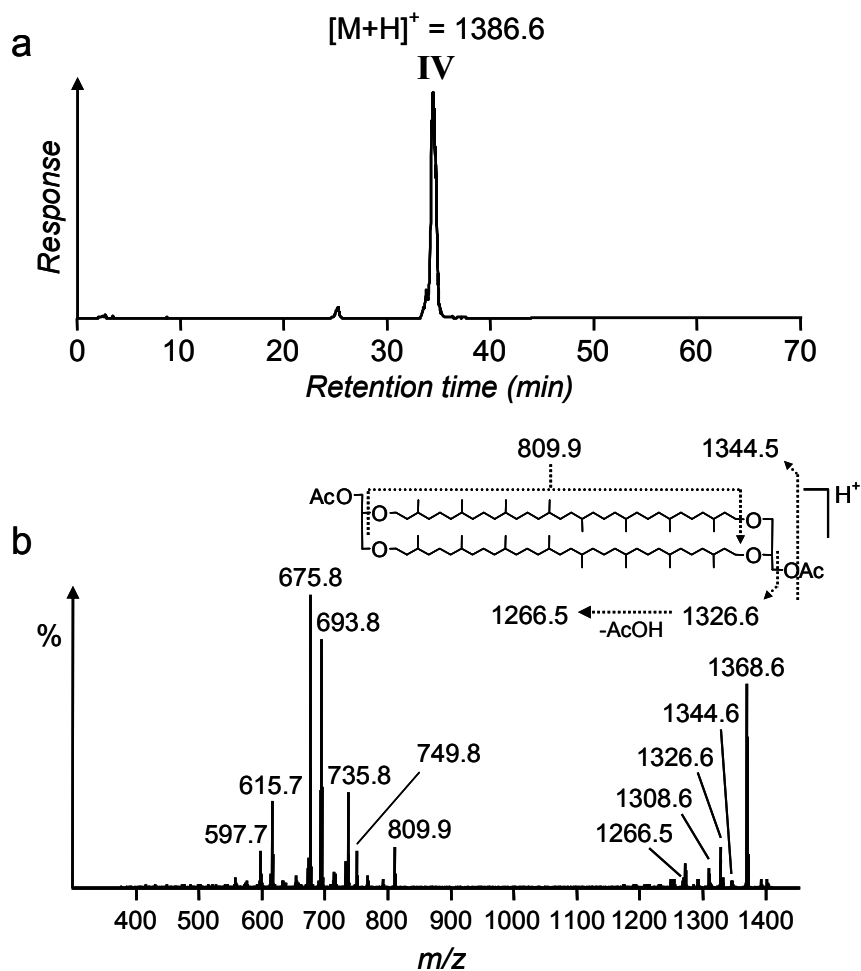 a
[M+H]⁺ = 1386.6
IV
Response
0 10 20 30 40 50 60 70
Retention time (min)
809.9 1344.5
AcO
O O
H⁺
O O
OAc
b
1266.5 -AcOH 1326.6
%
675.8
693.8
1368.6
1344.6
749.8
1326.6
615.7
735.8
1308.6
597.7
809.9
1266.5
400 500 600 700 800 900 1000 1100 1200 1300 1400
m/z